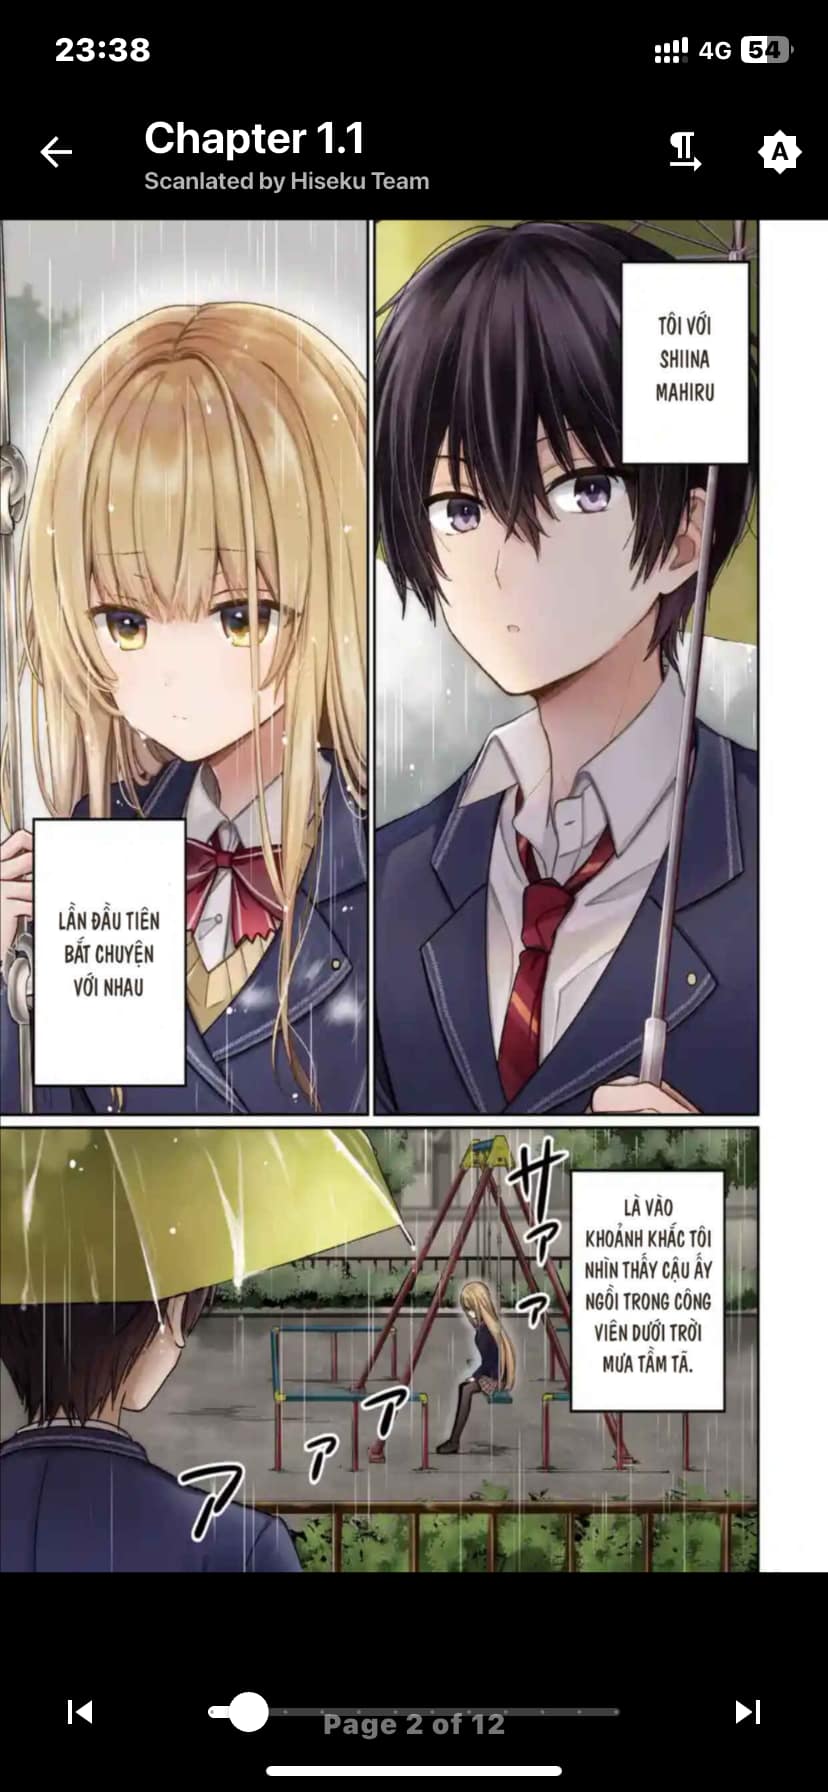 23:38
4G 54
Chapter 1.1
Scanlated by Hiseku Team
A
TÔI VỚI
SHIINA
MAHIRU
LẦN ĐẦU TIÊN
BẮT CHUYỆN
VỚI NHAU
LÀ VÀO
KHOẢNH KHẮC TÔI
NHÌN THẤY CẬU ẤY
NGỒI TRONG CÔNG
VIÊN DƯỚI TRỜI
MƯA TẦM TÃ.
サァァ
ァァァ
Page 2 of 12